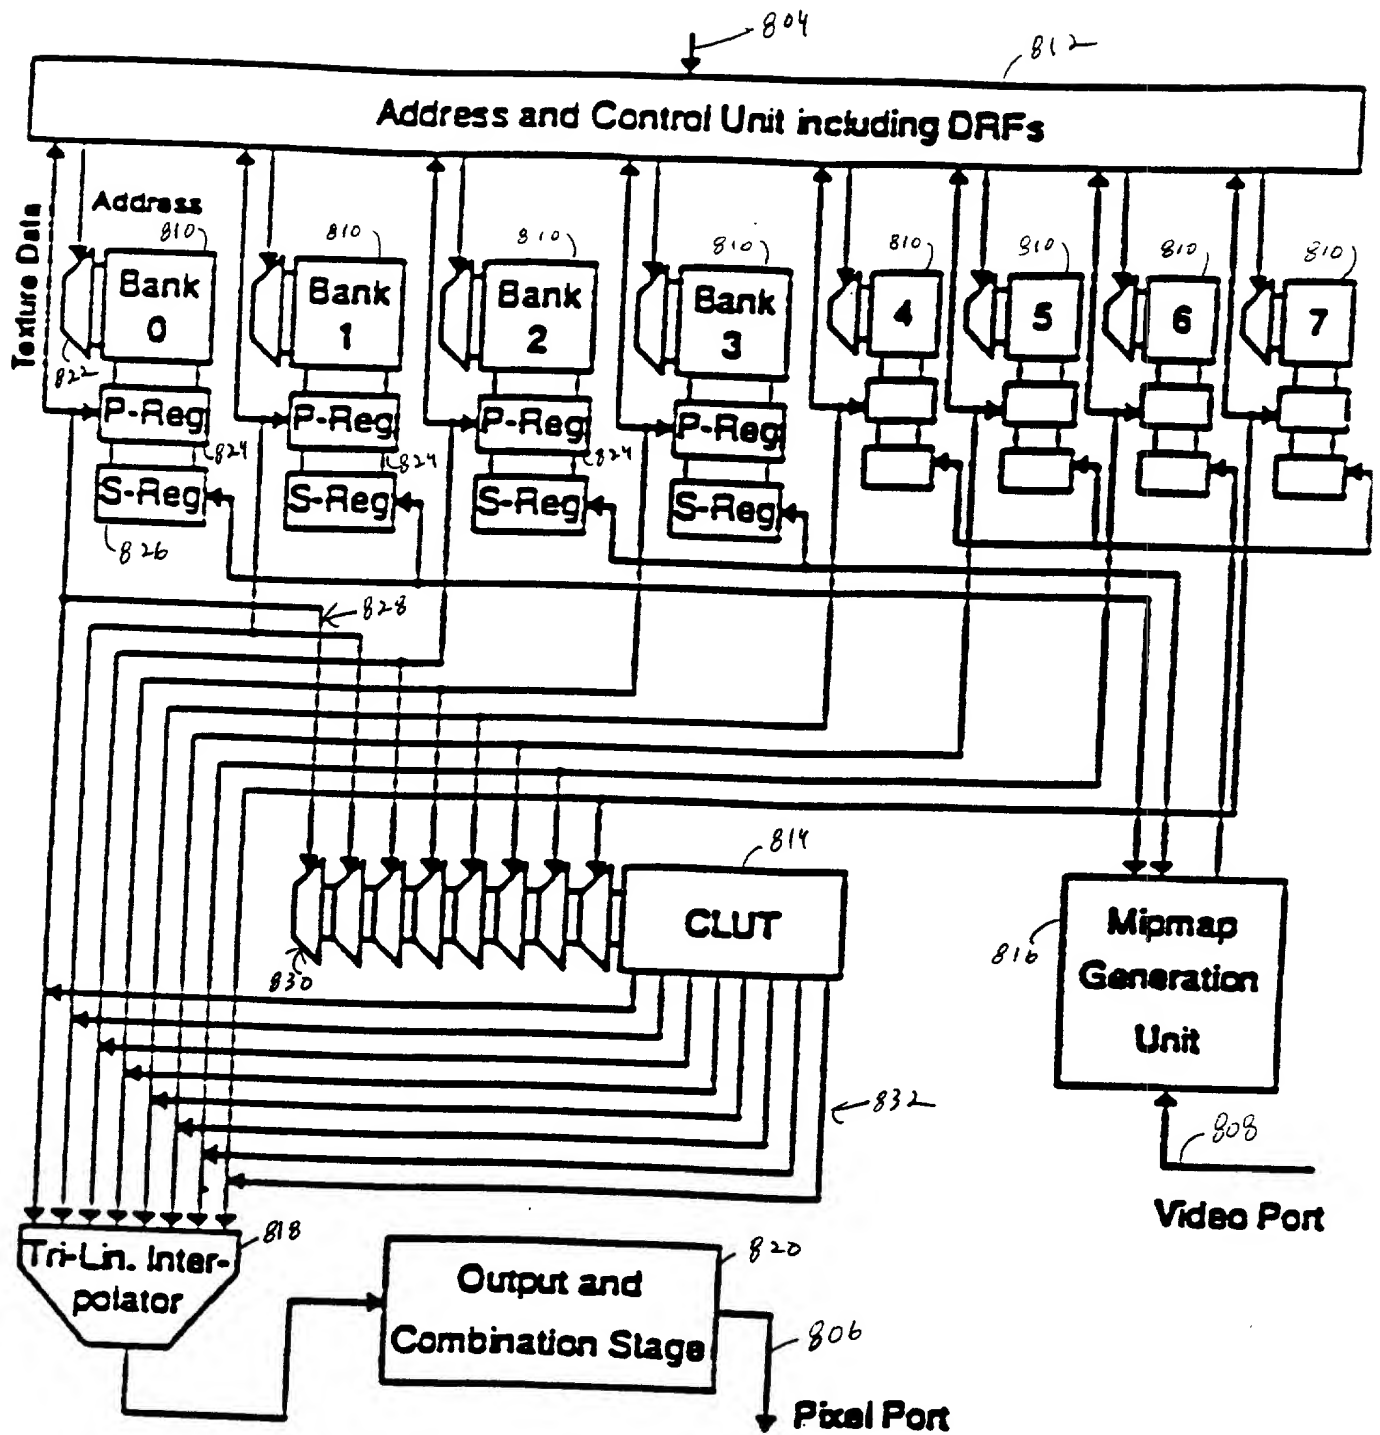 804
812
Address and Control Unit including DRFs
Texture Data
Address
810
810
810
810
810
810
810
810
Bank
0
Bank
1
Bank
2
Bank
3
4
5
6
7
822
P-Reg
P-Reg
P-Reg
P-Reg
824
824
824
S-Reg
S-Reg
S-Reg
S-Reg
826
828
814
CLUT
830
816
Mipmap
Generation
Unit
832
808
Video Port
818
Tri-Lin. Inter-
polator
820
Output and
Combination Stage
806
Pixel Port